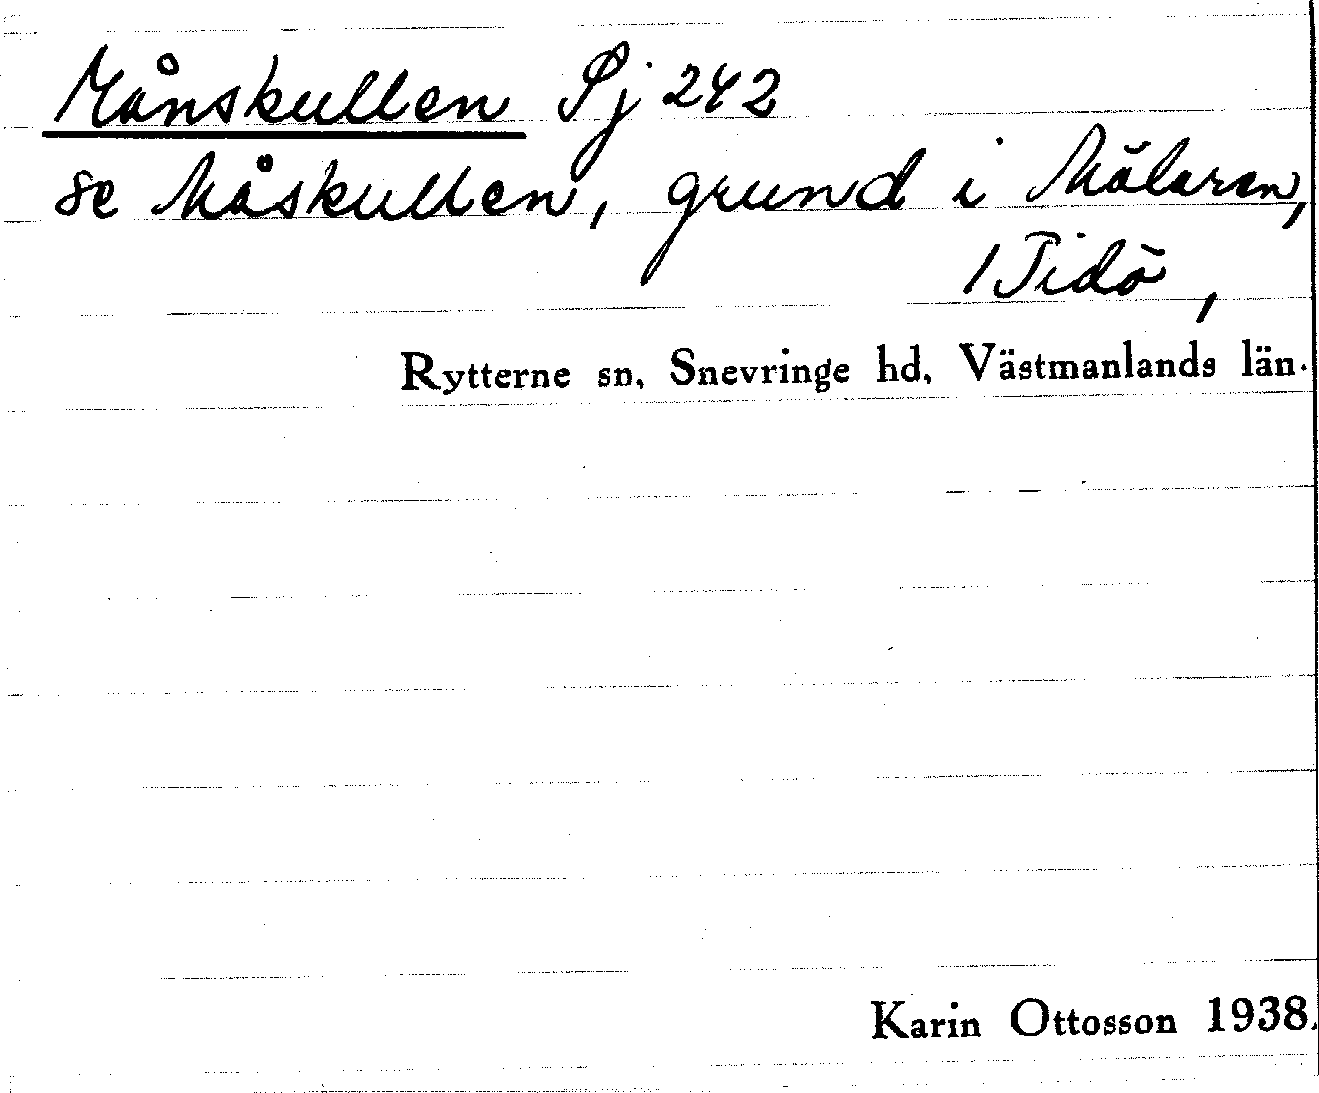 Månskullen Sj 242
se Måskullen, grund i Mälaren,
/ Tidö,
Rytterne sn, Snevringe hd, Västmanlands län.
Karin Ottosson 1938.